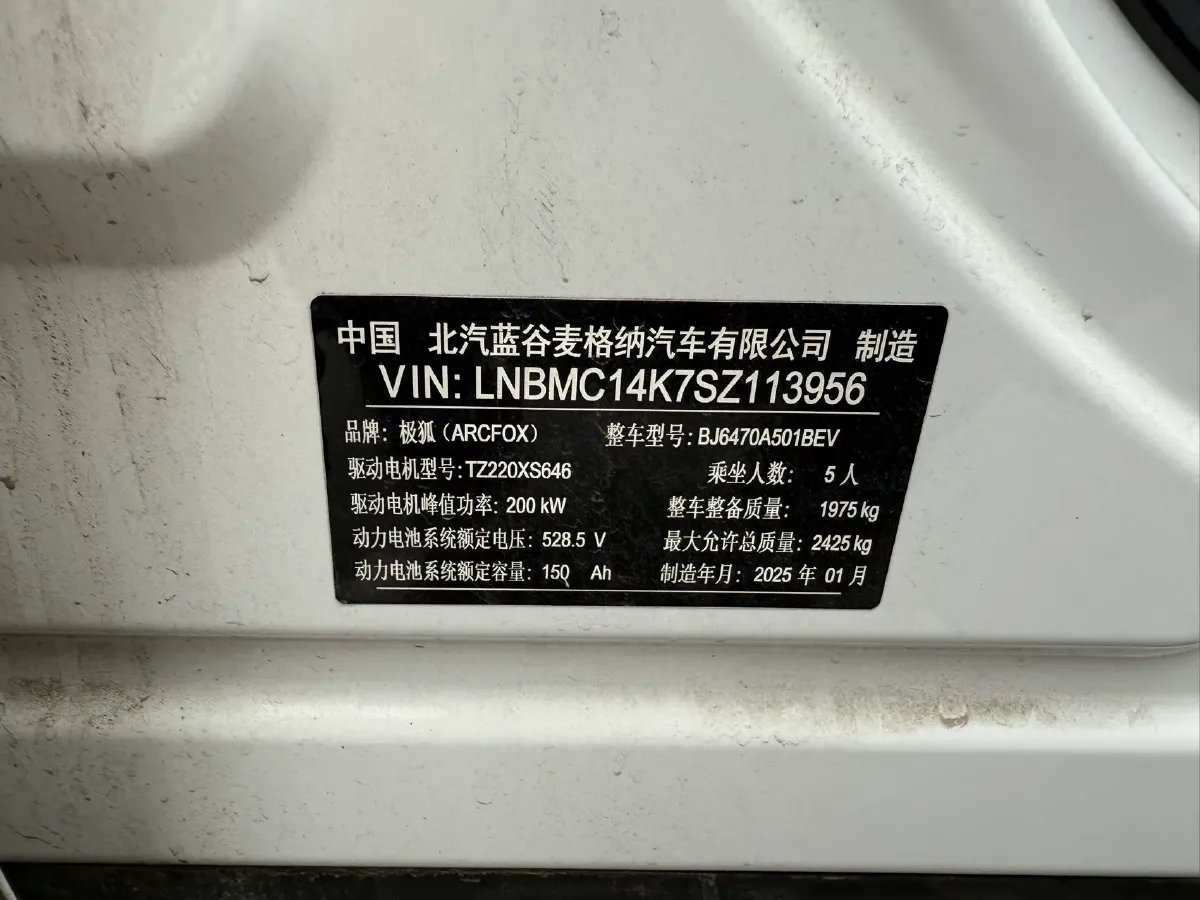 中国 北汽蓝谷麦格纳汽车有限公司 制造
VIN: LNBMC14K7SZ113956
品牌: 极狐(ARCFOX) 整车型号: BJ6470A501BEV
驱动电机型号: TZ220XS646 乘坐人数: 5 人
驱动电机峰值功率: 200 kW 整车整备质量: 1975 kg
动力电池系统额定电压: 528.5 V 最大允许总质量: 2425 kg
动力电池系统额定容量: 150 Ah 制造年月: 2025 年 01 月